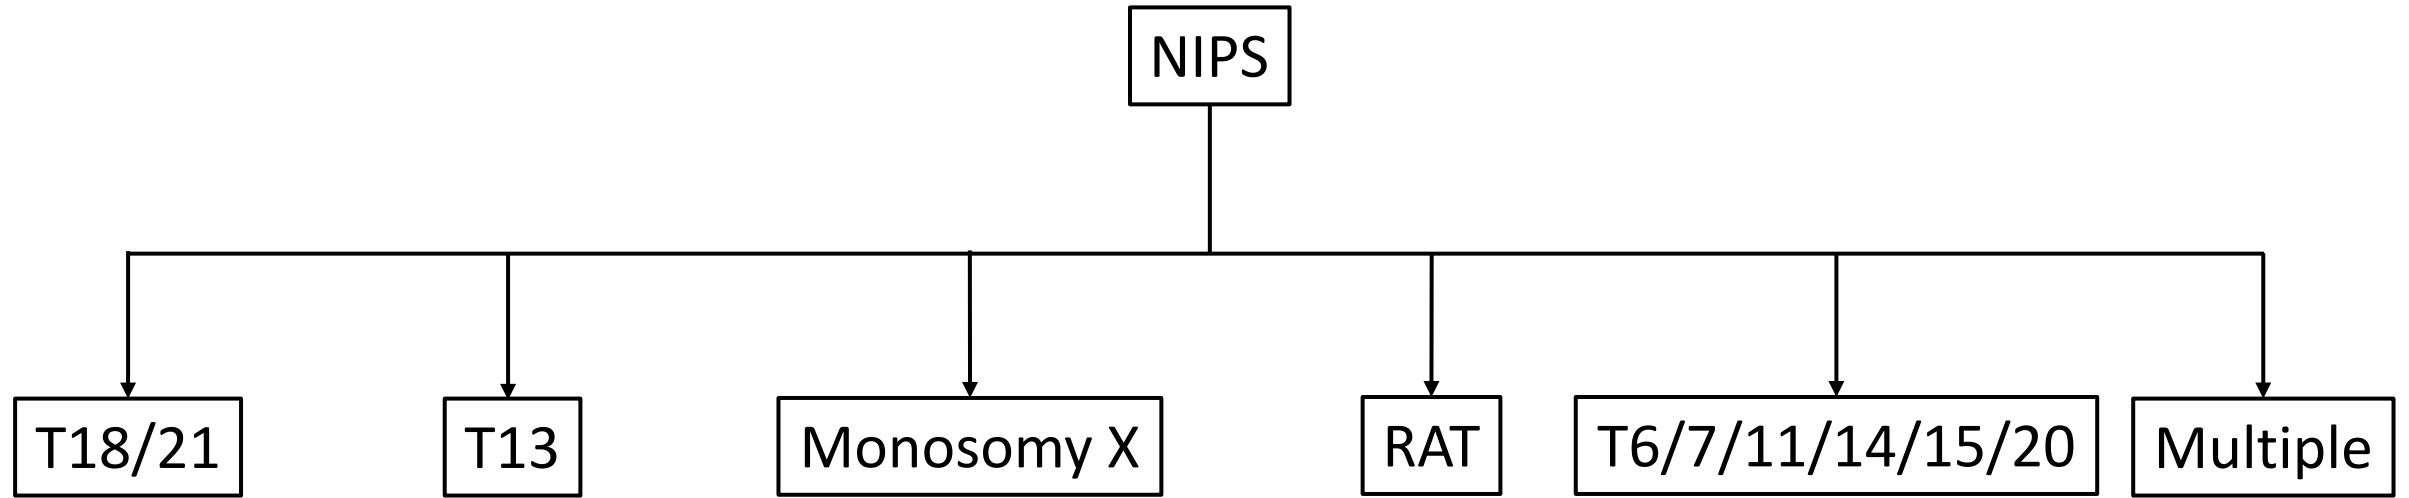 NIPS
T18/21
T13
Monosomy X
RAT
T6/7/11/14/15/20
Multiple